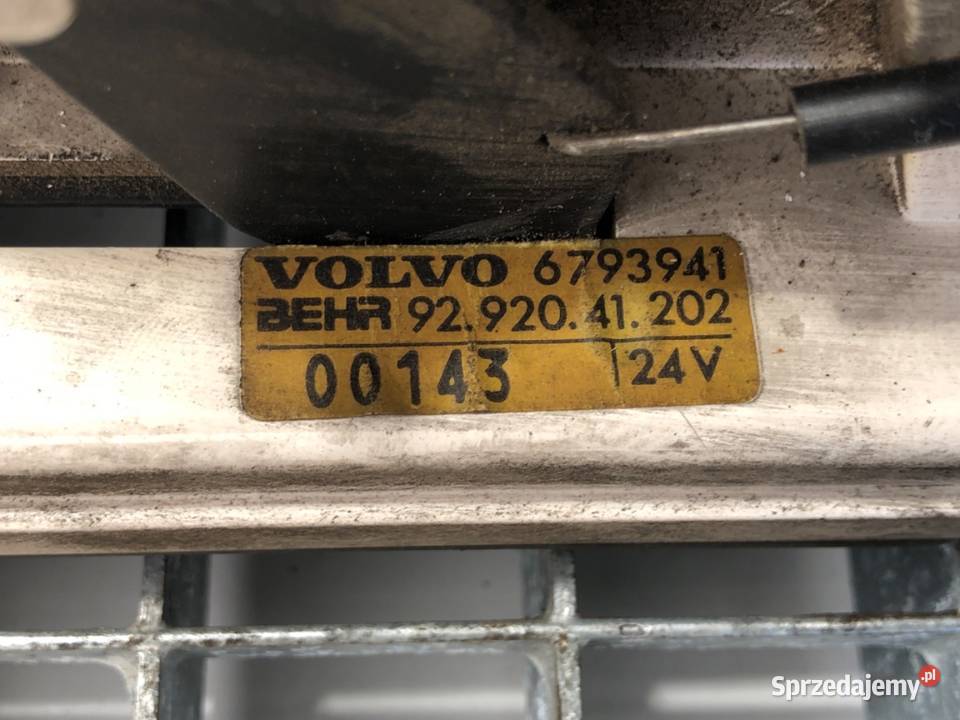 VOLVO 6793941
BEHR 92.920.41.202
00143 24V
Sprzedajemy.pl